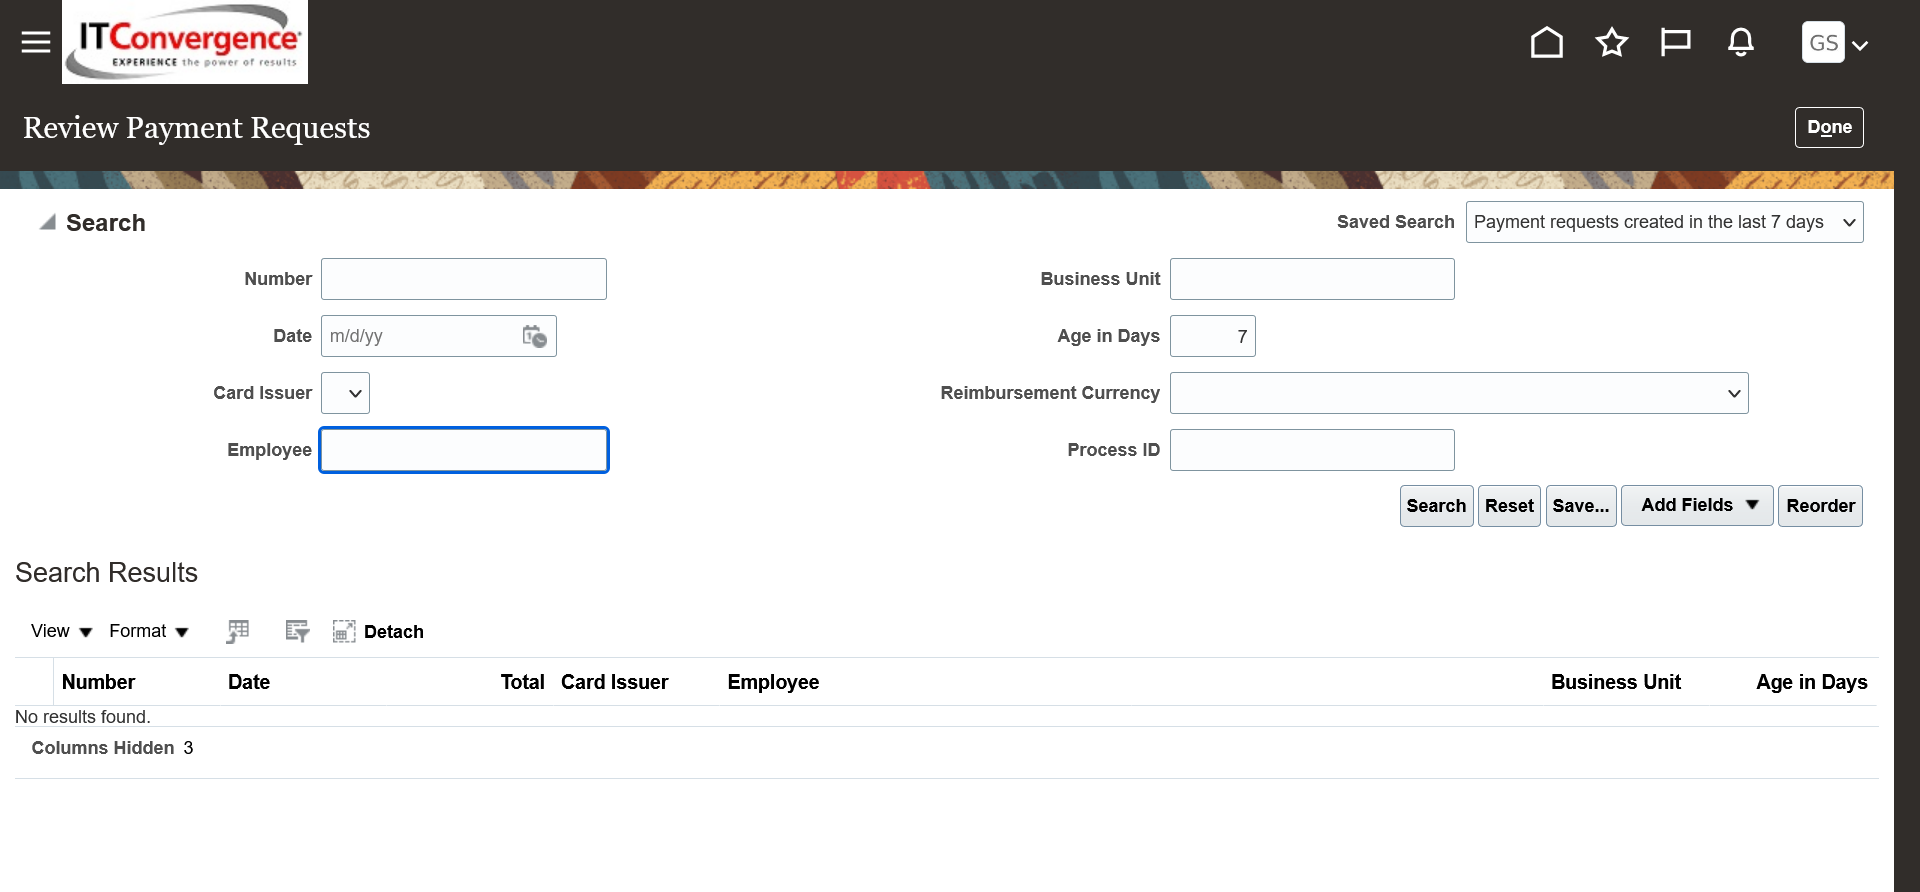 ITConvergence
EXPERIENCE the power of results
GS
Review Payment Requests
Done
Search
Saved Search Payment requests created in the last 7 days
Number
Business Unit
Date m/d/yy
Age in Days 7
Card Issuer
Reimbursement Currency
Employee
Process ID
Search Reset Save... Add Fields Reorder
Search Results
View Format Detach
Number Date Total Card Issuer Employee Business Unit Age in Days
No results found.
Columns Hidden 3